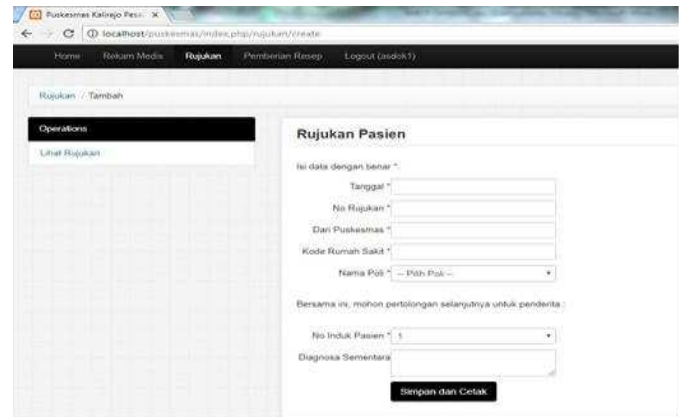 Puskesmas Kalirejo Pesi
localhost/puskesmas/index.php/rujukan/create
Home Rekam Medis Rujukan Pemberian Resep Logout (asdok1)
Rujukan / Tambah
Operations
Lihat Rujukan
Rujukan Pasien
Isi data dengan benar *.
Tanggal *
No Rujukan *
Dari Puskesmas *
Kode Rumah Sakit *
Nama Poli * -- Pilih Poli --
Bersama ini, mohon pertolongan selanjutnya untuk penderita :
No Induk Pasien * 1
Diagnosa Sementara
Simpan dan Cetak